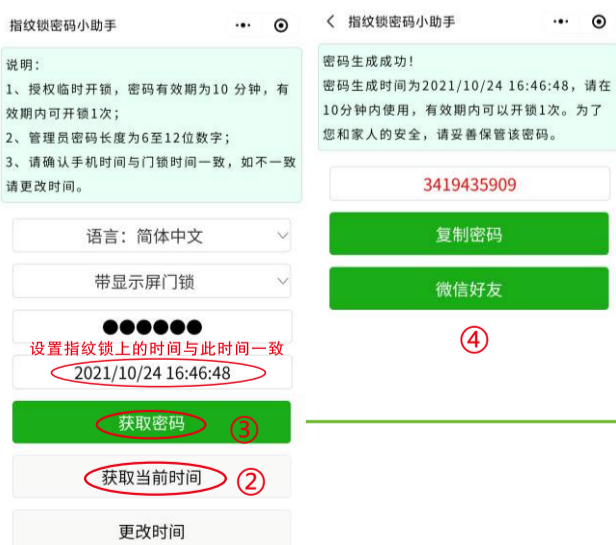 指纹锁密码小助手
说明：
1、授权临时开锁，密码有效期为10 分钟，有
效期内可开锁1次；
2、管理员密码长度为6至12位数字；
3、请确认手机时间与门锁时间一致，如不一致
请更改时间。
语言：简体中文
带显示屏门锁
●●●●●●
设置指纹锁上的时间与此时间一致
2021/10/24 16:46:48
获取密码
③
获取当前时间
②
更改时间
指纹锁密码小助手
密码生成成功！
密码生成时间为2021/10/24 16:46:48，请在
10分钟内使用，有效期内可以开锁1次。为了
您和家人的安全，请妥善保管该密码。
3419435909
复制密码
微信好友
④